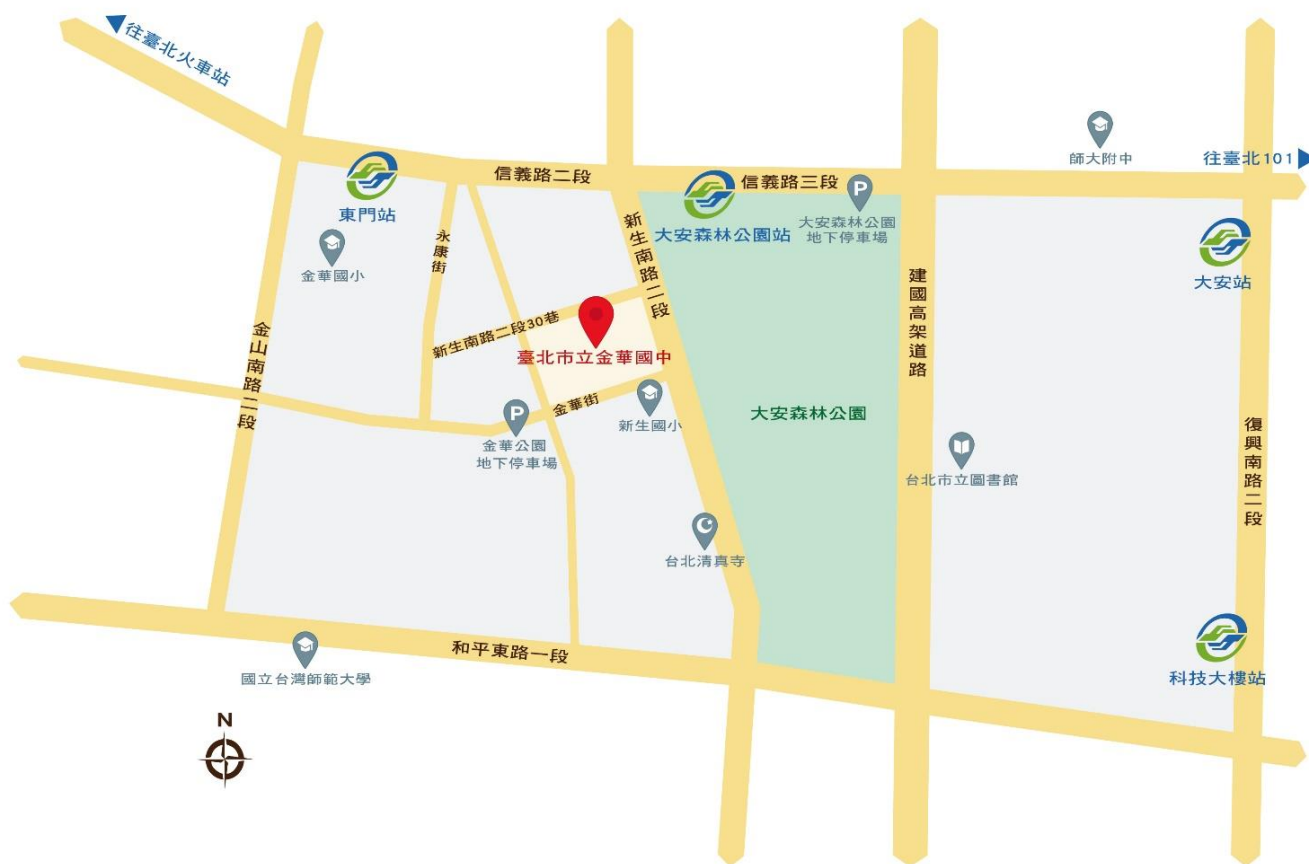 往臺北火車站
師大附中
往臺北101
信義路二段
信義路三段
P
東門站
大安森林公園站
大安森林公園
地下停車場
金華國小
永康街
新生南路二段
建國高架道路
大安站
新生南路二段30巷
臺北市立金華國中
金山南路二段
金華街
新生國小
大安森林公園
P
金華公園
地下停車場
台北市立圖書館
復興南路二段
台北清真寺
和平東路一段
國立台灣師範大學
科技大樓站
N